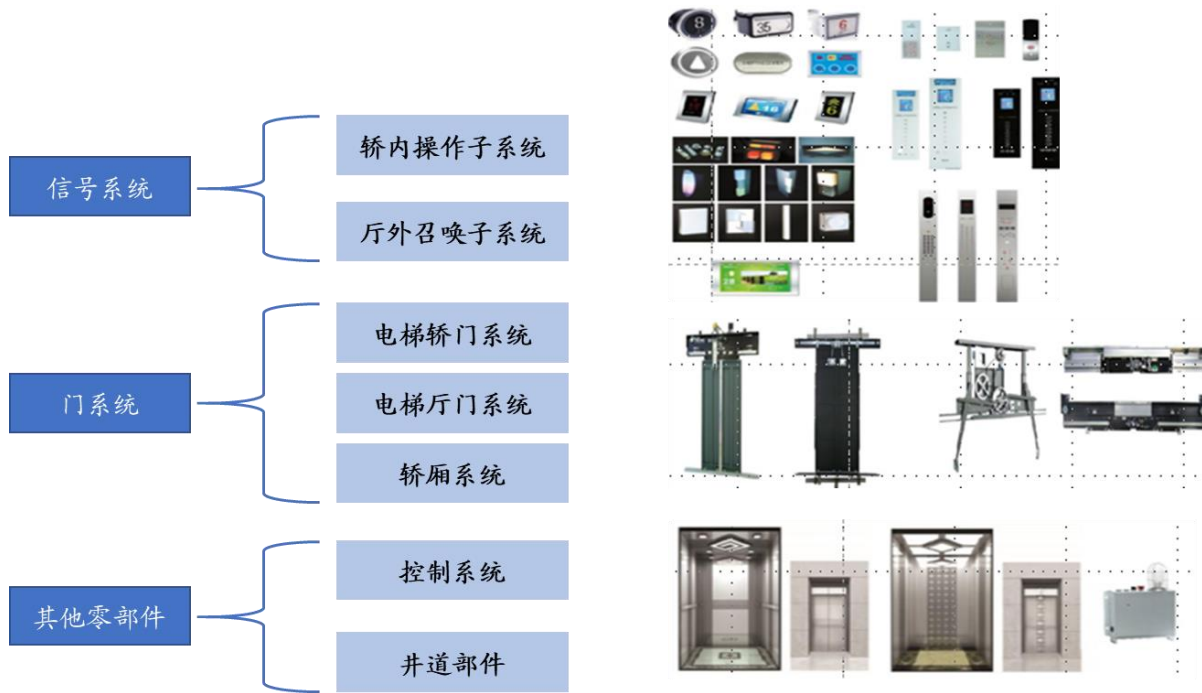 信号系统
轿内操作子系统
厅外召唤子系统
门系统
电梯轿门系统
电梯厅门系统
轿厢系统
其他零部件
控制系统
井道部件
8
35
6